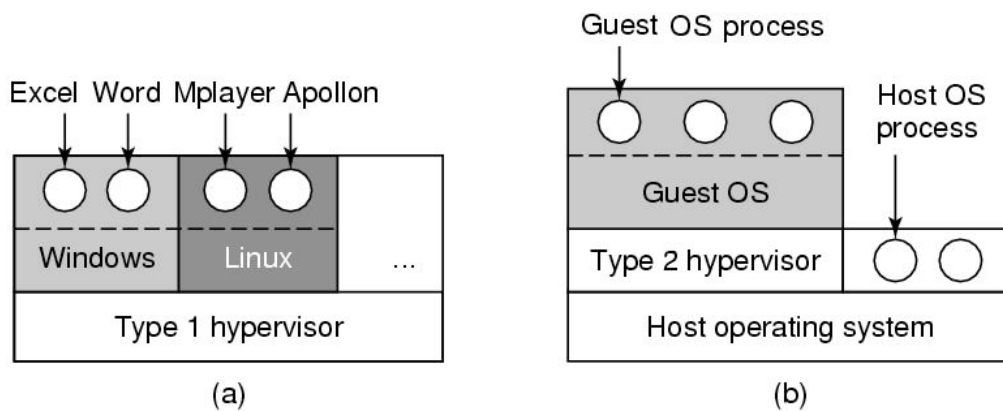 Excel Word Mplayer Apollon
Windows Linux ...
Type 1 hypervisor
(a)
Guest OS process
Host OS
process
Guest OS
Type 2 hypervisor
Host operating system
(b)